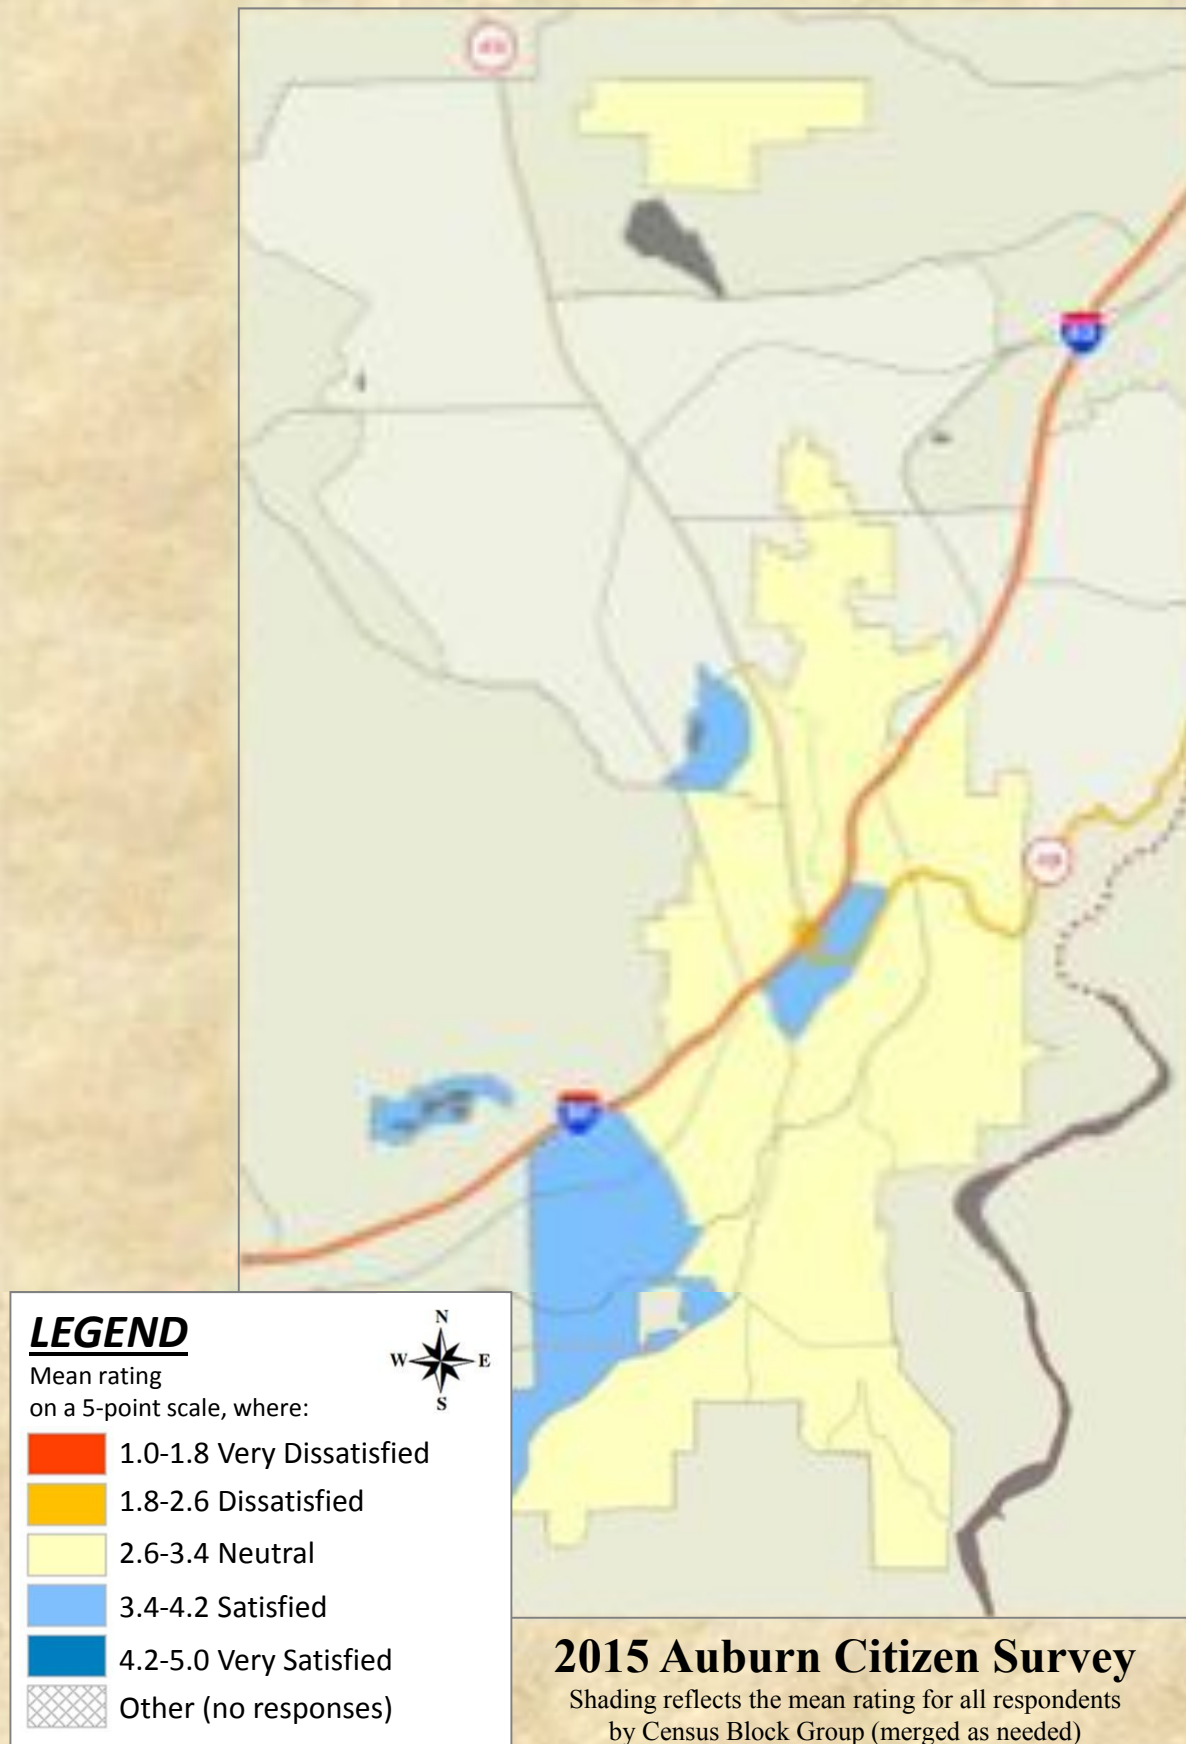 LEGEND
Mean rating
on a 5-point scale, where:
N
W E
S
1.0-1.8 Very Dissatisfied
1.8-2.6 Dissatisfied
2.6-3.4 Neutral
3.4-4.2 Satisfied
4.2-5.0 Very Satisfied
Other (no responses)
2015 Auburn Citizen Survey
Shading reflects the mean rating for all respondents
by Census Block Group (merged as needed)